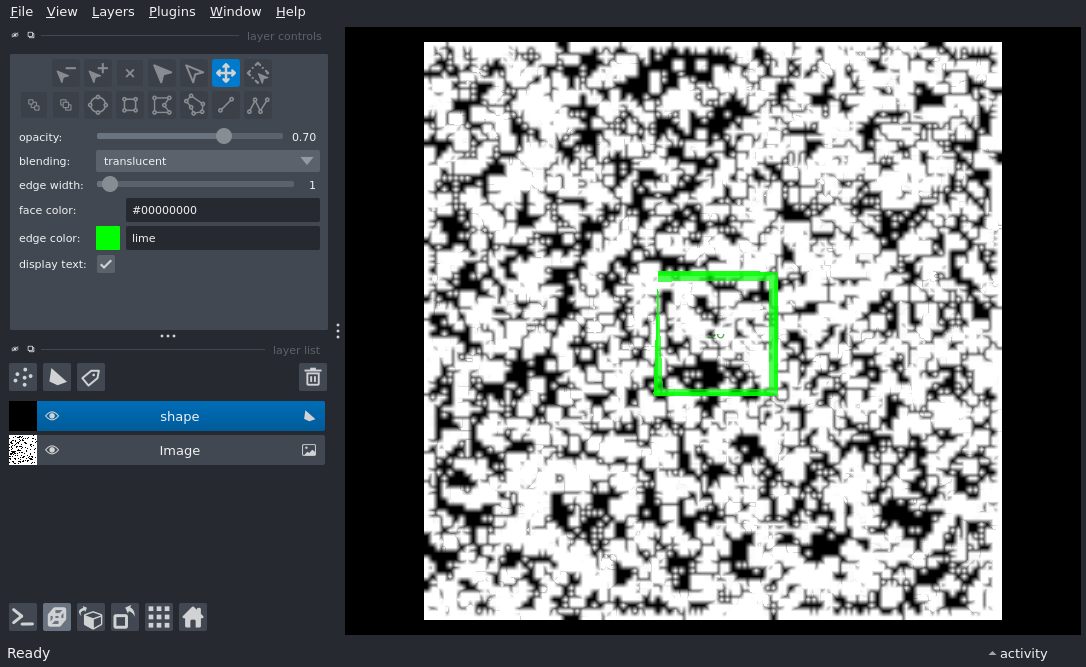 File View Layers Plugins Window Help
layer controls
opacity: 0.70
blending: translucent
edge width: 1
face color: #00000000
edge color: lime
display text:
layer list
shape
Image
Ready
activity